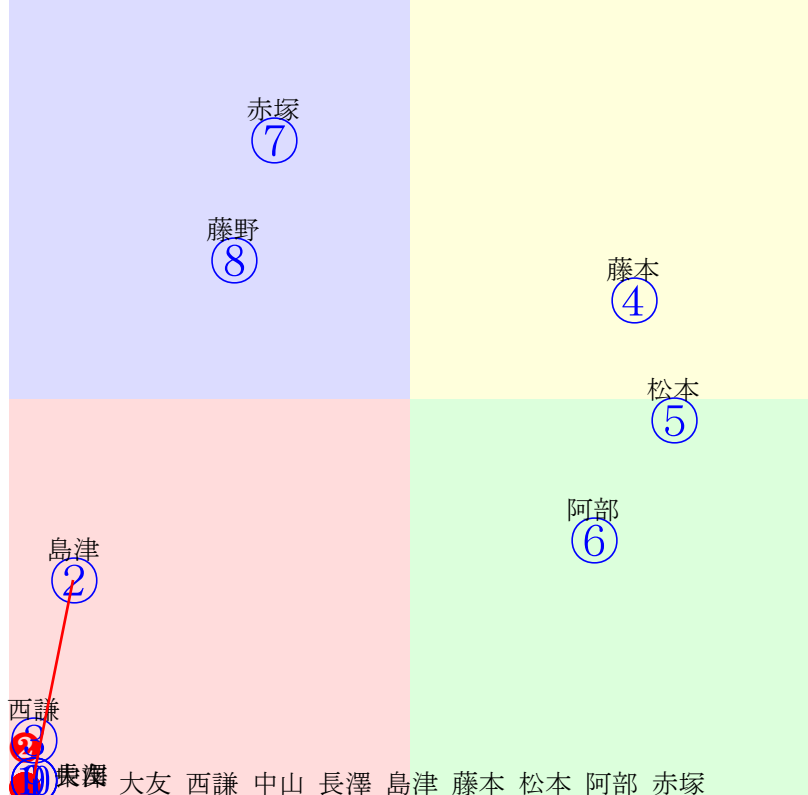 赤塚
⑦
藤野
⑧
藤本
④
松本
⑤
阿部
⑥
島津
②
西謙
大友 西謙 中山 長澤 島津 藤本 松本 阿部 赤塚